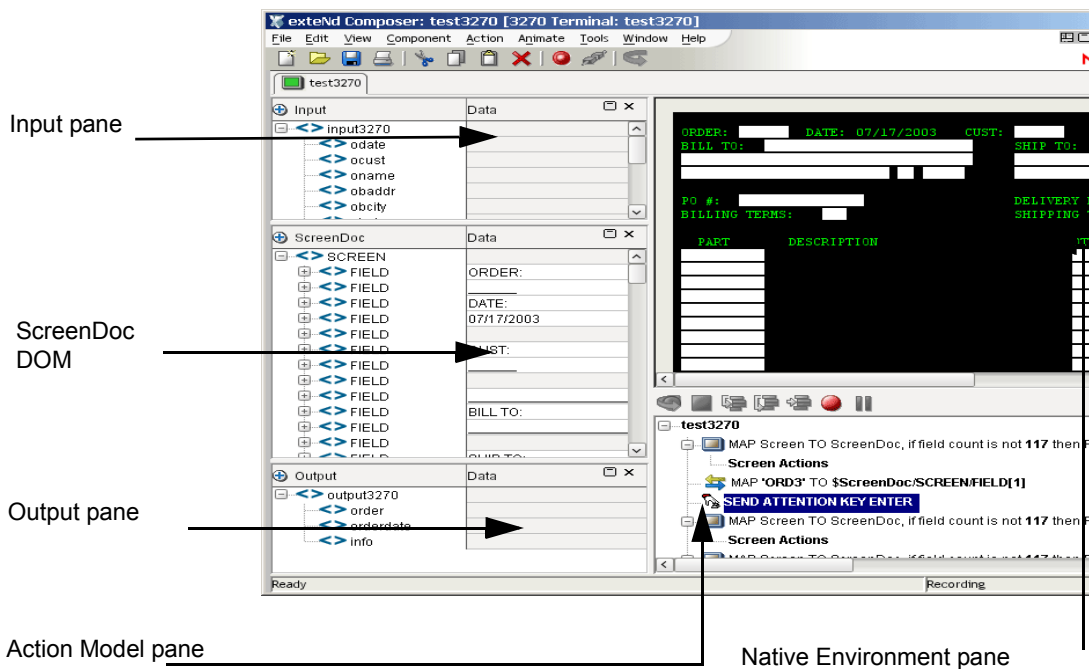 exteNd Composer: test3270 [3270 Terminal: test3270]
File Edit View Component Action Animate Tools Window Help
test3270
Input pane
Input Data
input3270
odate
ocust
oname
obaddr
obcity
ScreenDoc DOM
ScreenDoc Data
SCREEN
FIELD ORDER:
FIELD
FIELD DATE:
FIELD 07/17/2003
FIELD
FIELD
FIELD
FIELD
FIELD
FIELD BILL TO:
FIELD
FIELD
Output pane
Output Data
output3270
order
orderdate
info
ORDER: DATE: 07/17/2003 CUST:
BILL TO: SHIP TO:
PO #: DELIVERY
BILLING TERMS: SHIPPING
PART DESCRIPTION
test3270
MAP Screen TO ScreenDoc, if field count is not 117 then
Screen Actions
MAP 'ORD3' TO $ScreenDoc/SCREEN/FIELD[1]
SEND ATTENTION KEY ENTER
MAP Screen TO ScreenDoc, if field count is not 117 then
Screen Actions
Ready Recording
Action Model pane
Native Environment pane